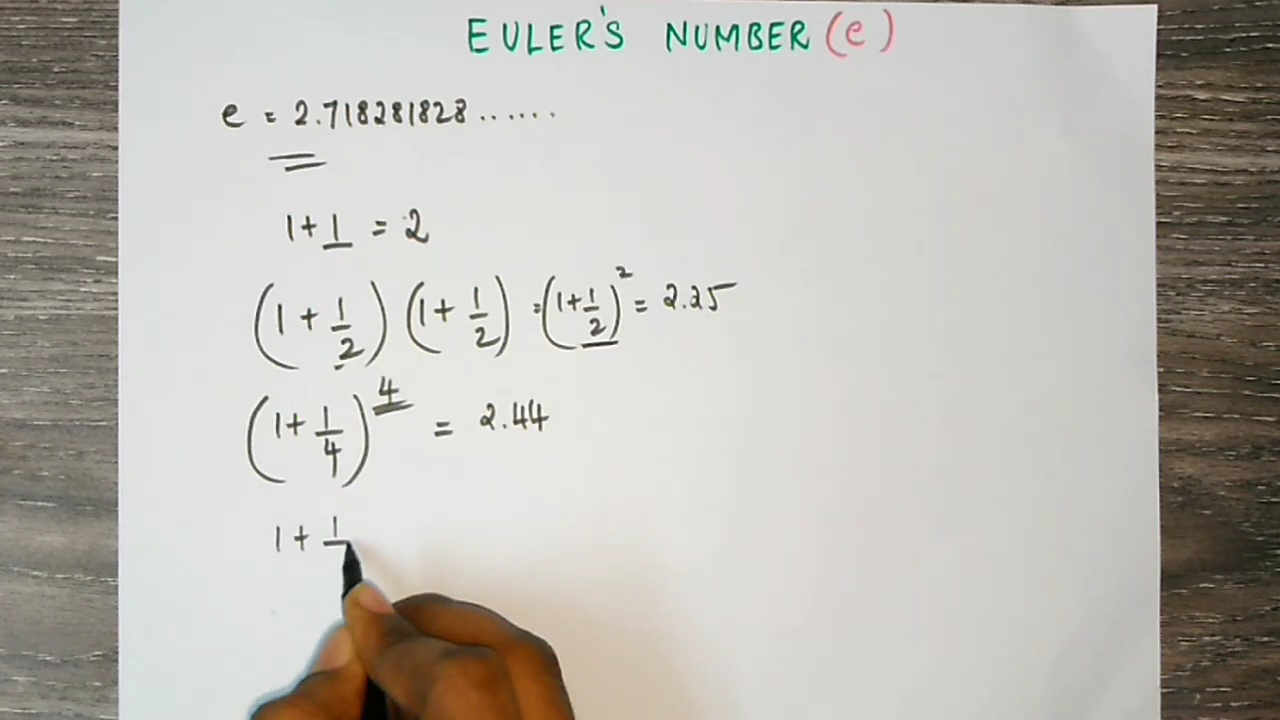 EULER'S NUMBER (e)
e = 2.718281828......
1 + 1 = 2
(1 + 1/2) (1 + 1/2) = (1 + 1/2)² = 2.25
(1 + 1/4)⁴ = 2.44
1 + 1/